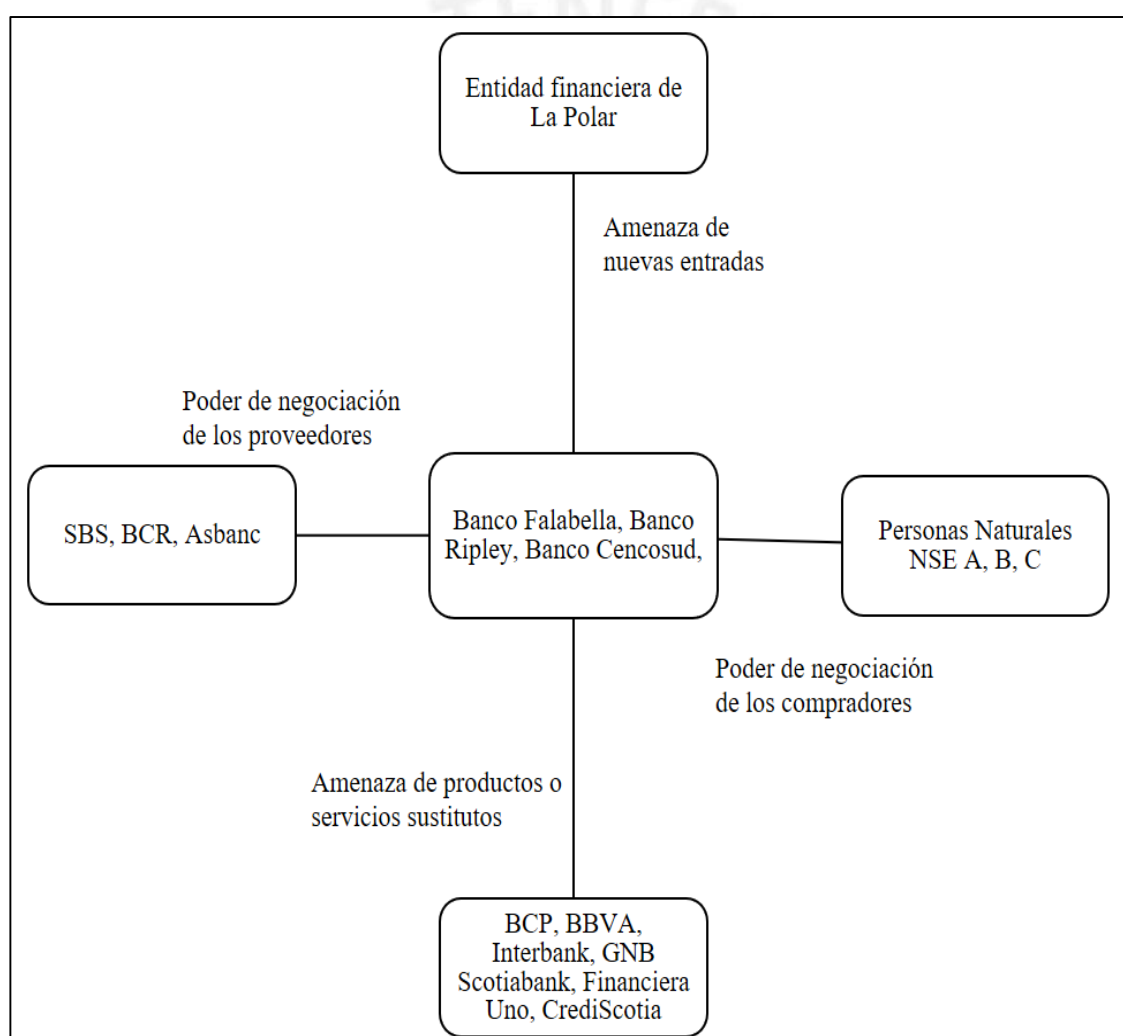 Entidad financiera de
La Polar
Amenaza de
nuevas entradas
Poder de negociación
de los proveedores
SBS, BCR, Asbanc
Banco Falabella, Banco
Ripley, Banco Cencosud,
Personas Naturales
NSE A, B, C
Poder de negociación
de los compradores
Amenaza de productos o
servicios sustitutos
BCP, BBVA,
Interbank, GNB
Scotiabank, Financiera
Uno, CrediScotia